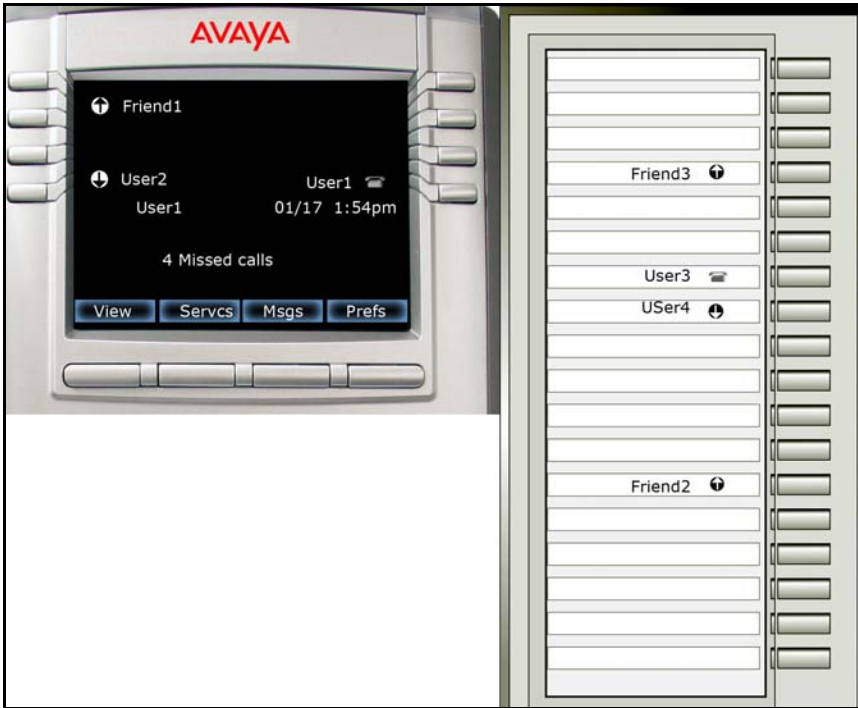 AVAYA
Friend1
User2 User1
User1 01/17 1:54pm
4 Missed calls
View Servcs Msgs Prefs
Friend3
User3
USer4
Friend2